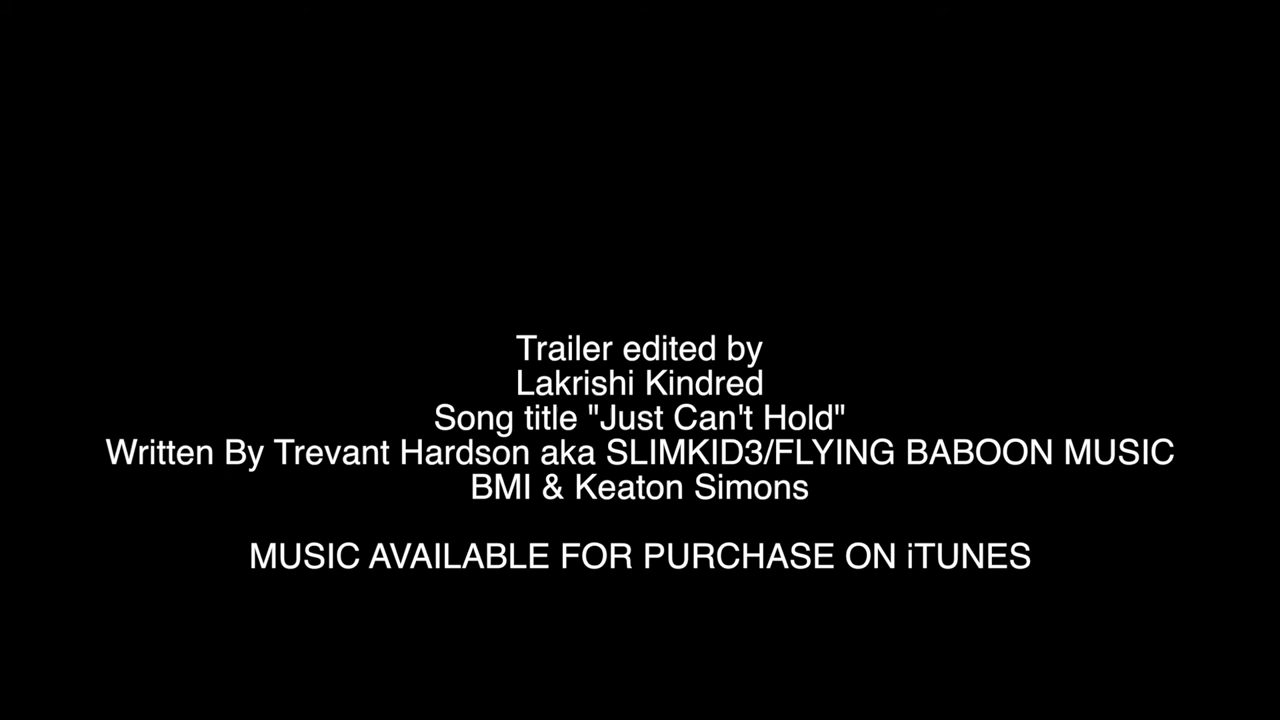 Trailer edited by
Lakrishi Kindred
Song title "Just Can't Hold"
Written By Trevant Hardson aka SLIMKID3/FLYING BABOON MUSIC
BMI & Keaton Simons
MUSIC AVAILABLE FOR PURCHASE ON iTUNES